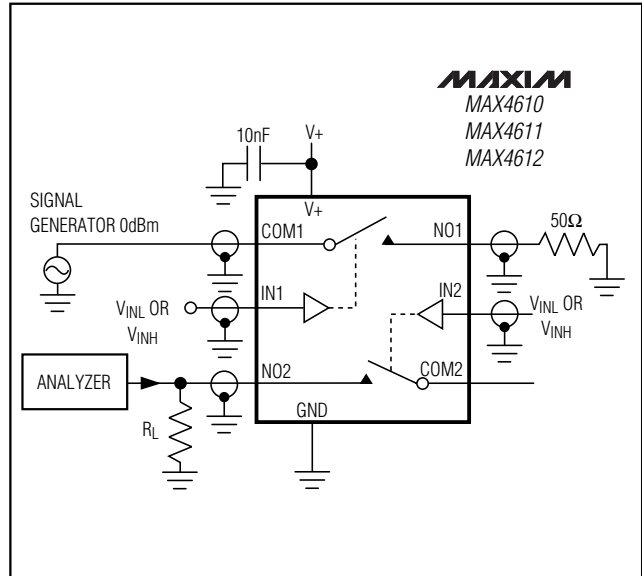 MAXIM
MAX4610
MAX4611
MAX4612
10nF
V+
V+
SIGNAL
GENERATOR 0dBm
COM1
NO1
50Ω
IN1
IN2
VINL OR
VINH
VINL OR
VINH
ANALYZER
NO2
COM2
RL
GND